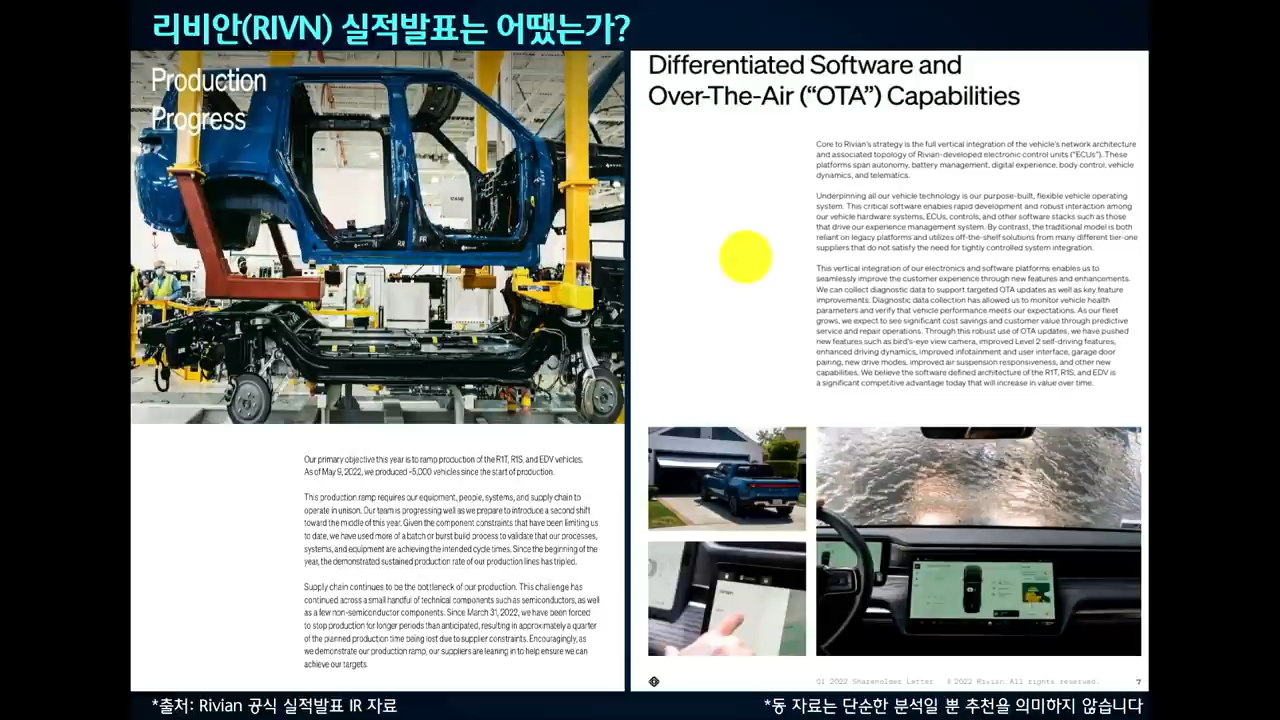 리비안(RIVN) 실적발표는 어땠는가?
Production
Progress
Our primary objective this year is to ramp production of the R1T, R1S, and EDV vehicles.
As of May 9, 2022, we produced ~5,000 vehicles since the start of production.
This production ramp requires our equipment, people, systems, and supply chain to
operate in unison. Our team is progressing well as we prepare to introduce a second shift
toward the middle of this year. Given the component constraints that have been limiting us
to date, we have used more of a batch or burst build process to validate that our processes,
systems, and equipment are achieving the intended cycle times. Since the beginning of the
year, the demonstrated sustained production rate of our production lines has tripled.
Supply chain continues to be the bottleneck of our production. This challenge has
continued across a small handful of technical components such as semiconductors, as well
as a few non-semiconductor components. Since March 31, 2022, we have been forced
to stop production for longer periods than anticipated, resulting in approximately a quarter
of the planned production time being lost due to supplier constraints. Encouragingly, as
we demonstrate our production ramp, our suppliers are leaning in to help ensure we can
achieve our targets.
Differentiated Software and
Over-The-Air (“OTA”) Capabilities
Core to Rivian's strategy is the full vertical integration of the vehicle's network architecture
and associated topology of Rivian-developed electronic control units ("ECUs"). These
platforms span autonomy, battery management, digital experience, body control, vehicle
dynamics, and telematics.
Underpinning all our vehicle technology is our purpose-built, flexible vehicle operating
system. This critical software enables rapid development and robust interaction among
our vehicle hardware systems, ECUs, controls, and other software stacks such as those
that drive our experience management system. By contrast, the traditional model is both
reliant on legacy platforms and utilizes off-the-shelf solutions from many different tier-one
suppliers that do not satisfy the need for tightly controlled system integration.
This vertical integration of our electronics and software platforms enables us to
seamlessly improve the customer experience through new features and enhancements.
We can collect diagnostic data to support targeted OTA updates as well as key feature
improvements. Diagnostic data collection has allowed us to monitor vehicle health
parameters and verify that vehicle performance meets our expectations. As our fleet
grows, we expect to see significant cost savings and customer value through predictive
service and repair operations. Through this robust use of OTA updates, we have pushed
new features such as bird's-eye view camera, improved Level 2 self-driving features,
enhanced driving dynamics, improved infotainment and user interface, garage door
pairing, new drive modes, improved air suspension responsiveness, and other new
capabilities. We believe the software defined architecture of the R1T, R1S, and EDV is
a significant competitive advantage today that will increase in value over time.
Q1 2022 Shareholder Letter © 2022 Rivian. All rights reserved. 7
*출처: Rivian 공식 실적발표 IR 자료
*동 자료는 단순한 분석일 뿐 추천을 의미하지 않습니다